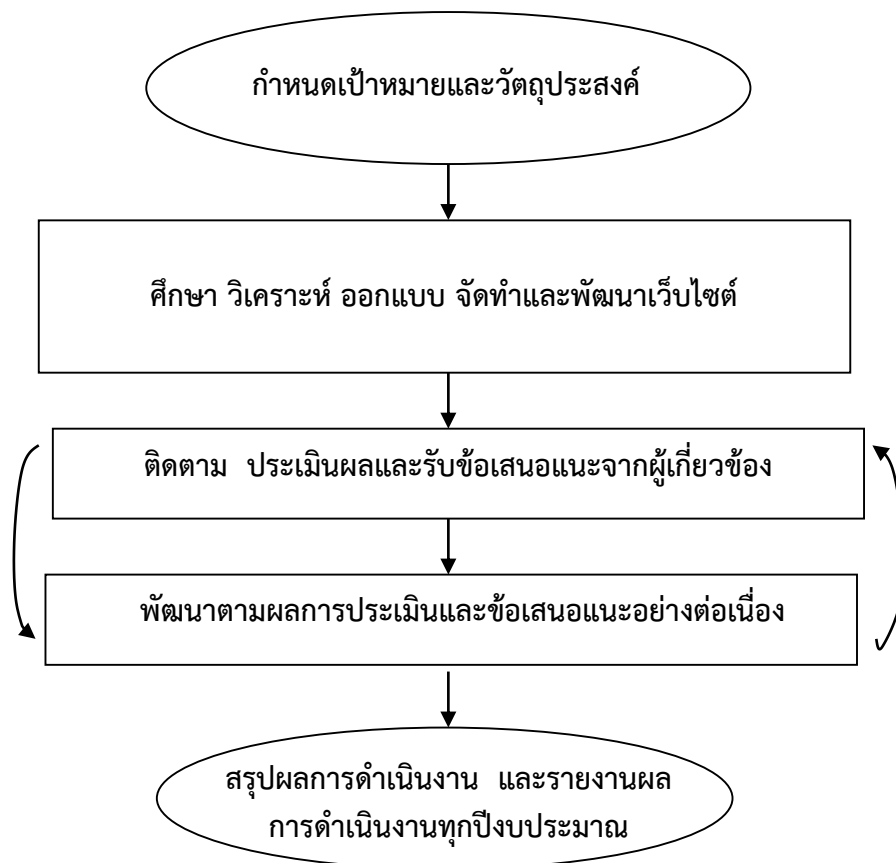 กำหนดเป้าหมายและวัตถุประสงค์
ศึกษา วิเคราะห์ ออกแบบ จัดทำและพัฒนาเว็บไซต์
ติดตาม ประเมินผลและรับข้อเสนอแนะจากผู้เกี่ยวข้อง
พัฒนาตามผลการประเมินและข้อเสนอแนะอย่างต่อเนื่อง
สรุปผลการดำเนินงาน และรายงานผล
การดำเนินงานทุกปีงบประมาณ